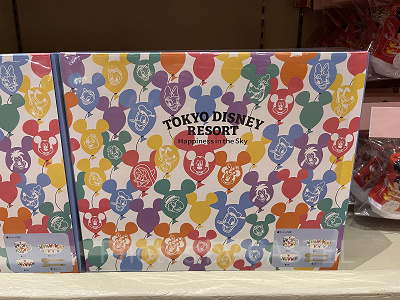 TOKYO DISNEY
RESORT
Happiness in the Sky